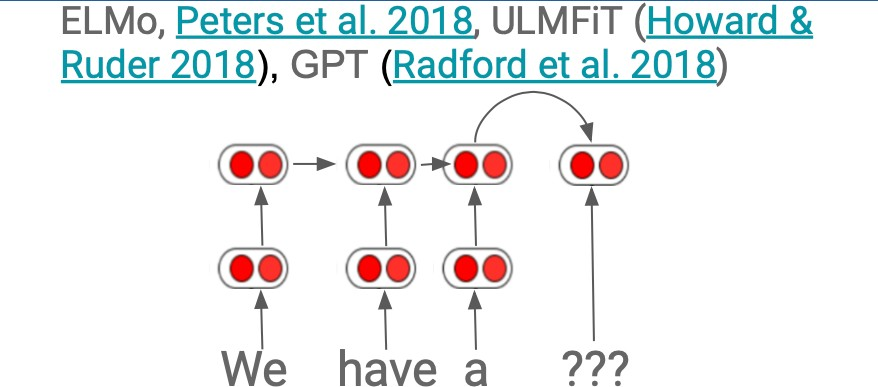 ELMo, Peters et al. 2018, ULMFiT (Howard &
Ruder 2018), GPT (Radford et al. 2018)
We have a ???